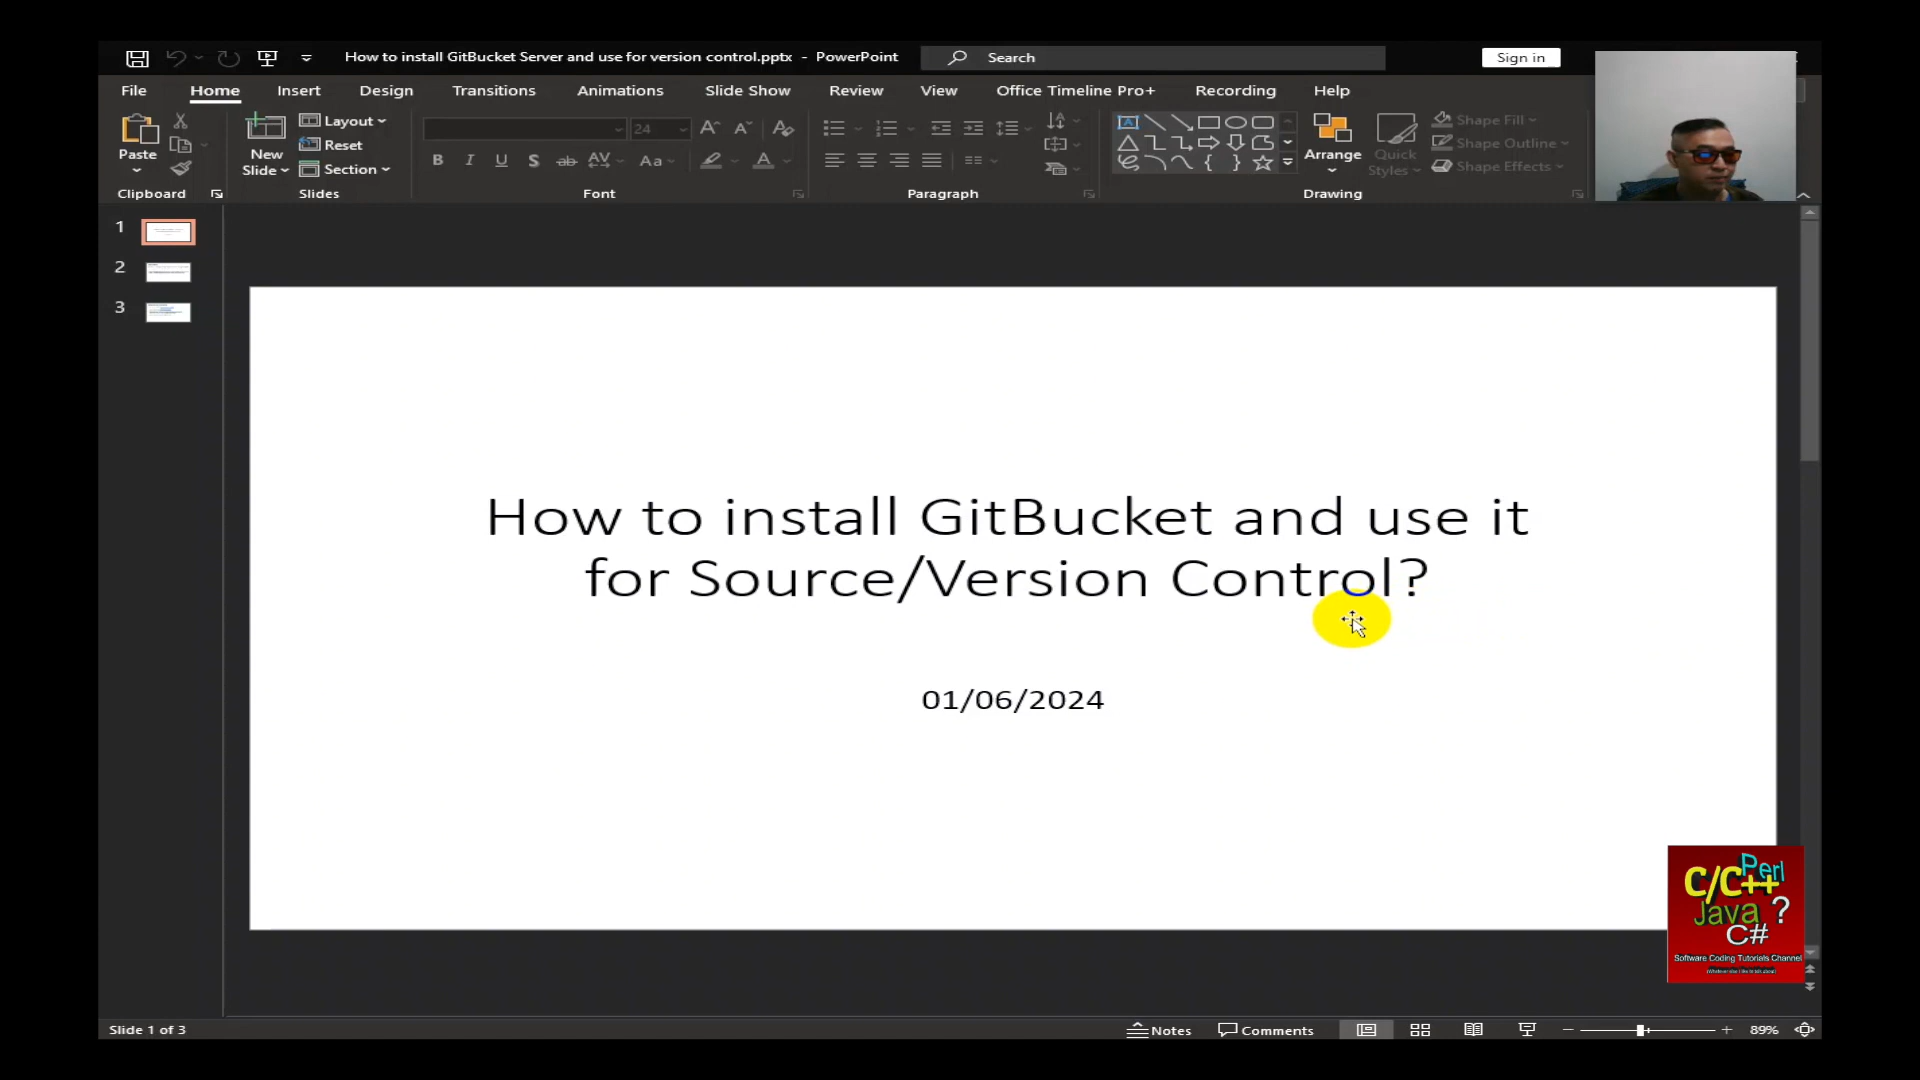 How to install GitBucket Server and use for version control.pptx - PowerPoint
Search
Sign in
File Home Insert Design Transitions Animations Slide Show Review View Office Timeline Pro+ Recording Help
Paste
Clipboard
New
Slide
Layout
Reset
Section
Slides
24
B I U S ab AV Aa A
Font
Paragraph
Arrange
Quick
Styles
Shape Fill
Shape Outline
Shape Effects
Drawing
1
2
3
How to install GitBucket and use it
for Source/Version Control?
01/06/2024
C/C++
Perl
Java ?
C#
Software Coding Tutorials Channel
Slide 1 of 3
Notes
Comments
89%